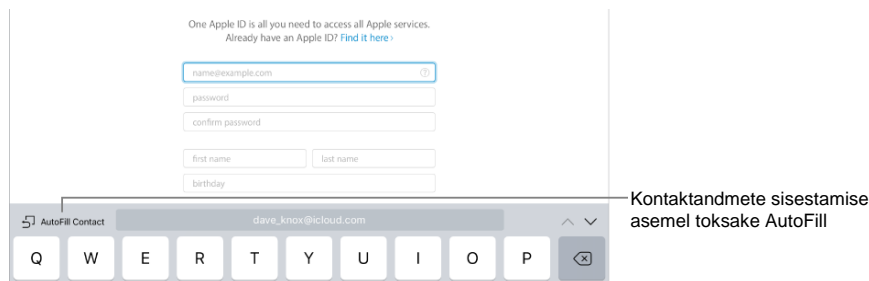 One Apple ID is all you need to access all Apple services.
Already have an Apple ID? Find it here ›
name@example.com
password
confirm password
first name last name
birthday
Kontaktandmete sisestamise
asemel toksake AutoFill
AutoFill Contact dave_knox@icloud.com
Q W E R T Y U I O P